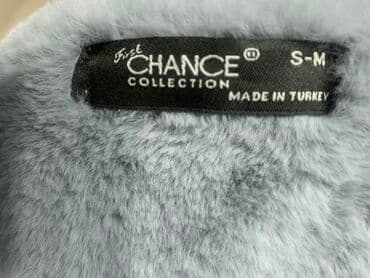 First
CHANCE ® S-M
COLLECTION
MADE IN TURKEY